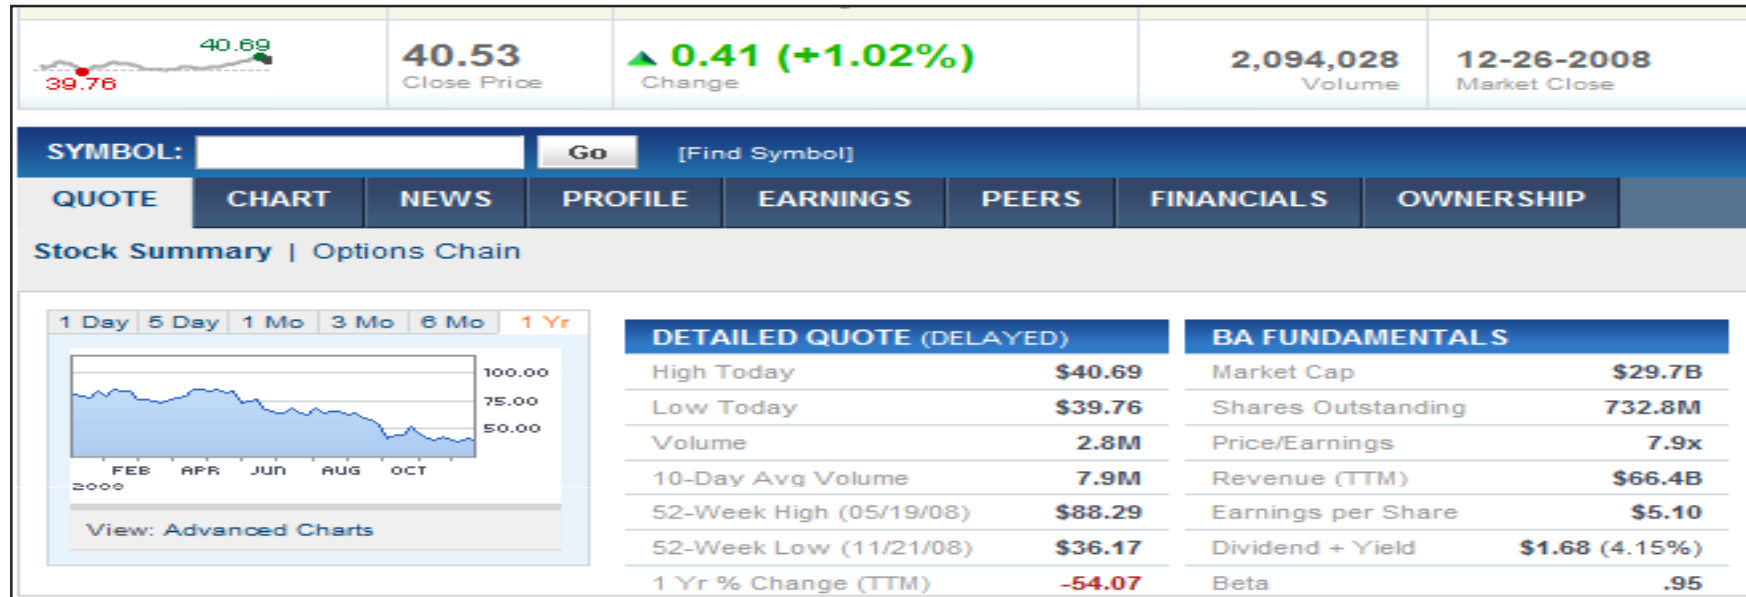 40.69
39.76
40.53
Close Price
0.41 (+1.02%)
Change
2,094,028
Volume
12-26-2008
Market Close
SYMBOL: Go [Find Symbol]
QUOTE CHART NEWS PROFILE EARNINGS PEERS FINANCIALS OWNERSHIP
Stock Summary | Options Chain
1 Day 5 Day 1 Mo 3 Mo 6 Mo 1 Yr
100.00
75.00
50.00
FEB APR JUN AUG OCT
2008
View: Advanced Charts
DETAILED QUOTE (DELAYED)
High Today $40.69
Low Today $39.76
Volume 2.8M
10-Day Avg Volume 7.9M
52-Week High (05/19/08) $88.29
52-Week Low (11/21/08) $36.17
1 Yr % Change (TTM) -54.07
BA FUNDAMENTALS
Market Cap $29.7B
Shares Outstanding 732.8M
Price/Earnings 7.9x
Revenue (TTM) $66.4B
Earnings per Share $5.10
Dividend + Yield $1.68 (4.15%)
Beta .95